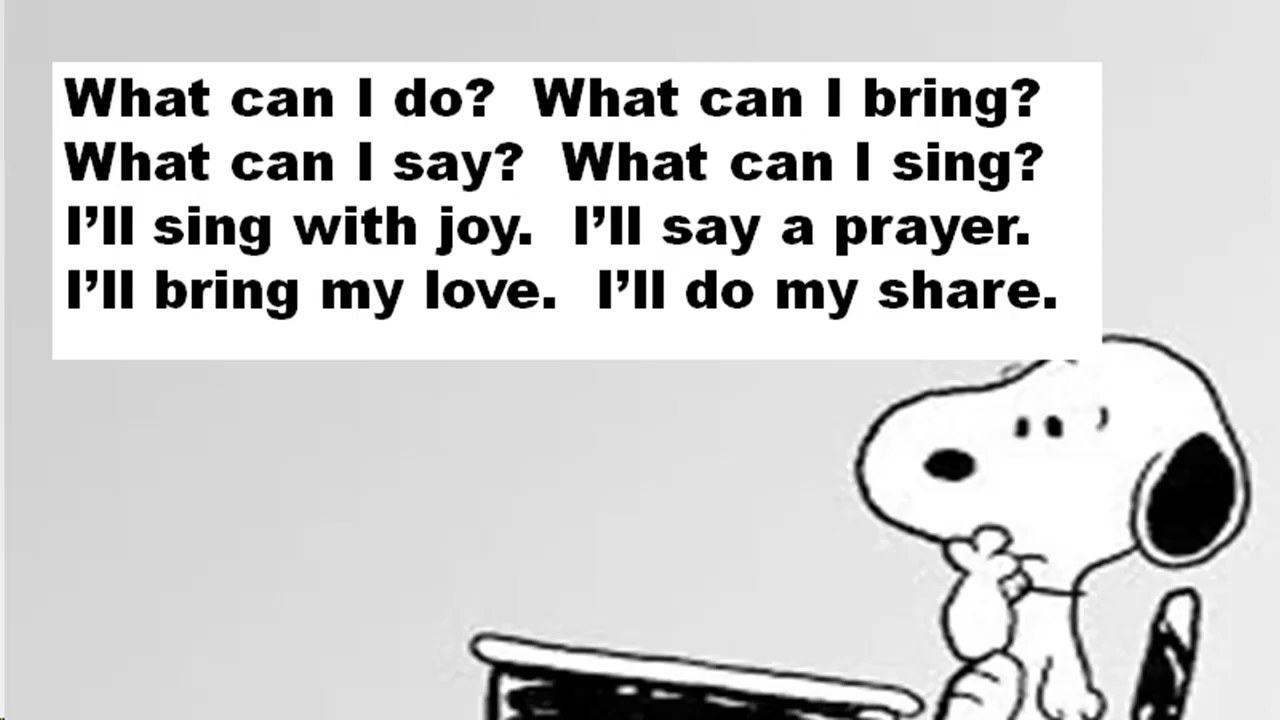 What can I do?  What can I bring?
What can I say?  What can I sing?
I’ll sing with joy.  I’ll say a prayer.
I’ll bring my love.  I’ll do my share.